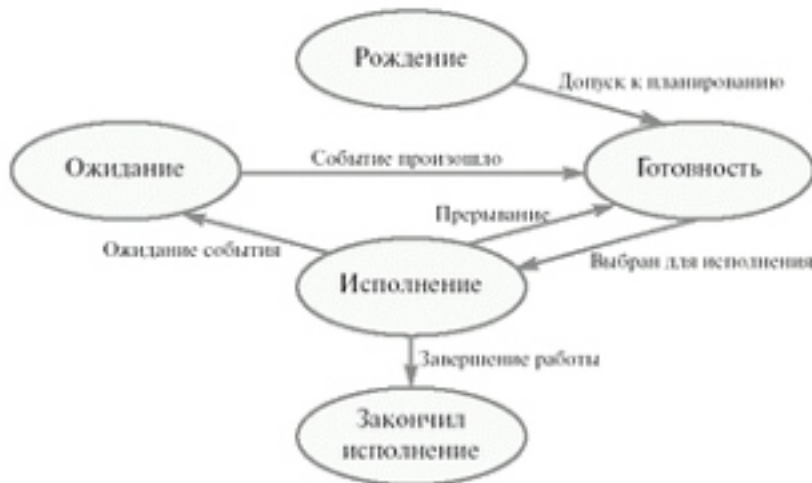 Рождение
Допуск к планированию
Ожидание
Событие произошло
Готовность
Прерывание
Ожидание события
Исполнение
Выбран для исполнения
Завершение работы
Закончил
исполнение